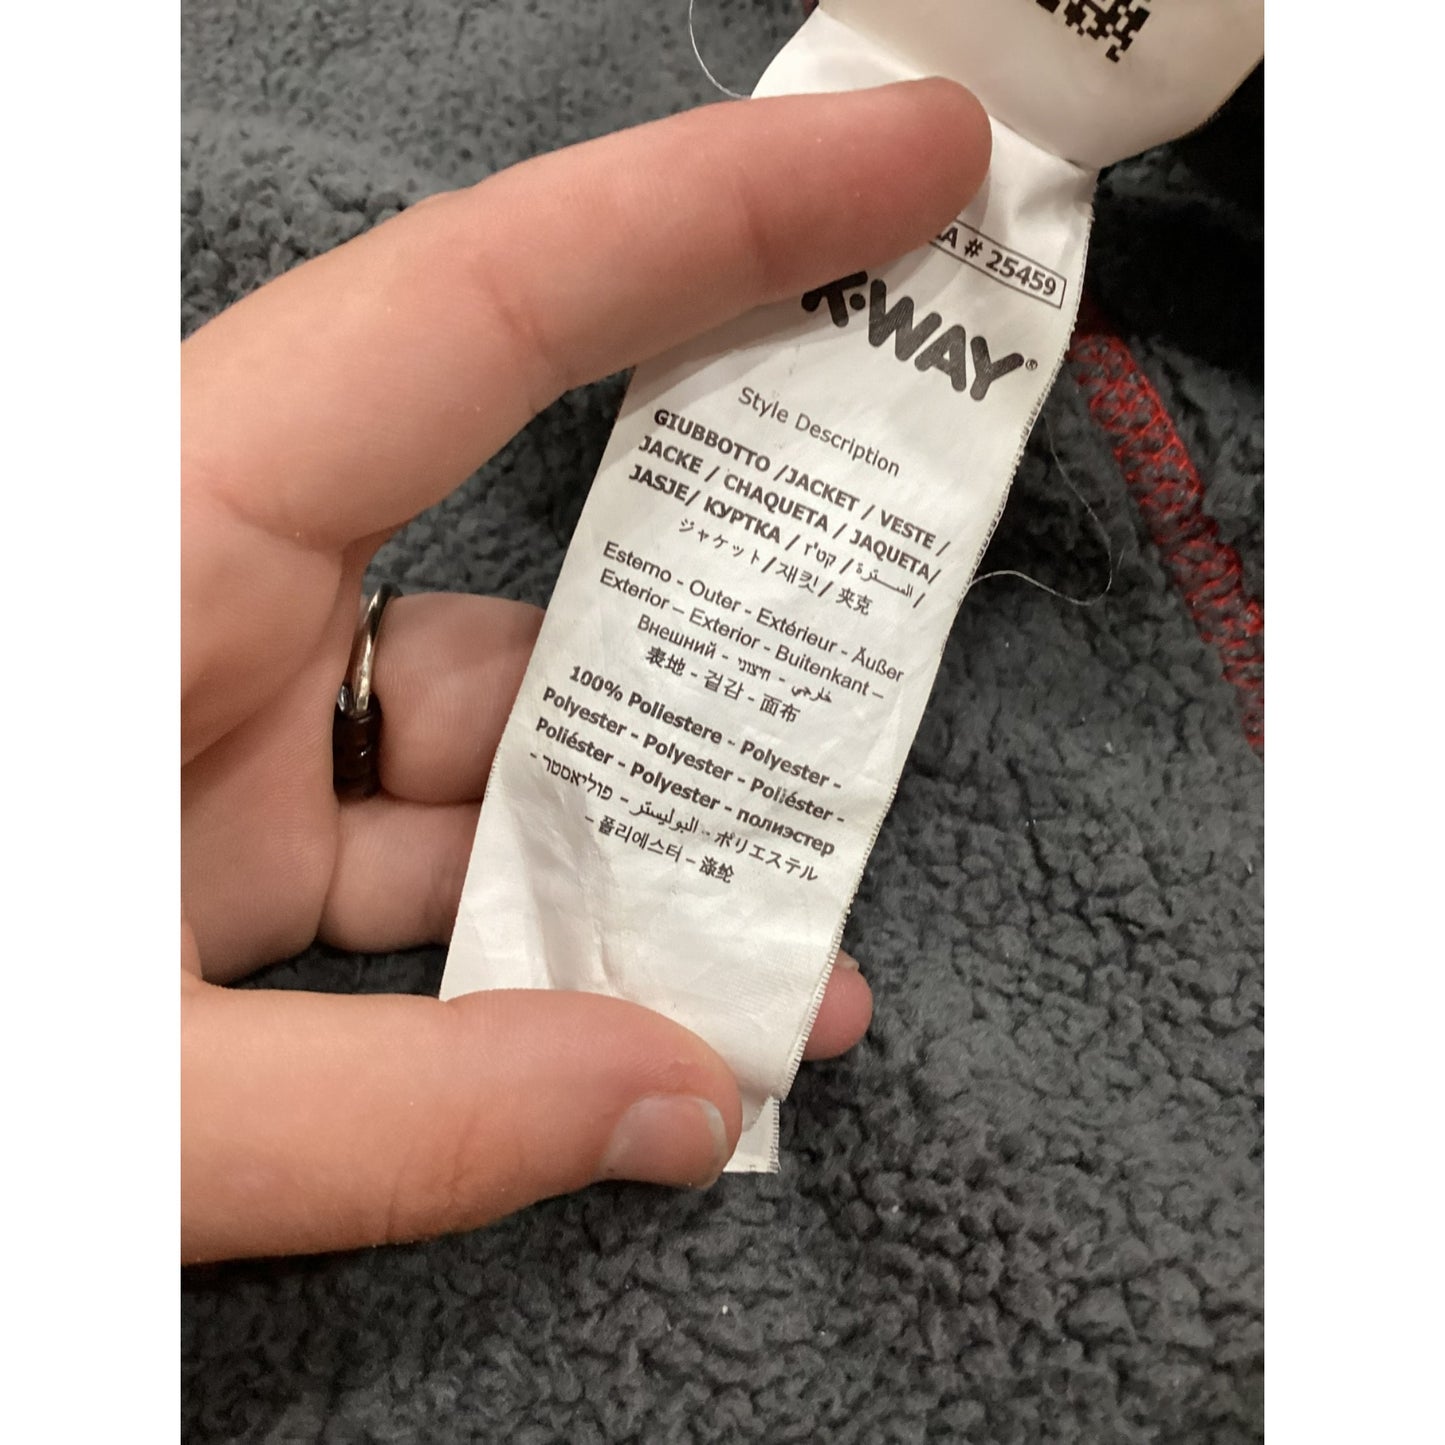 A # 25459
K·WAY®
Style Description
GIUBBOTTO /JACKET / VESTE /
JACKE / CHAQUETA / JAQUETA/
JASJE/ КУРТКА / ז'קט / السترة /
ジャケット/재킷/ 夹克
Esterno - Outer - Extérieur - Äußer
Exterior – Exterior - Buitenkant –
Внешний - חיצוני - خارجي
表地 - 겉감 - 面布
100% Poliestere - Polyester -
Polyester - Polyester - Poliéster -
Poliéster - Polyester - полиэстер
- פוליאסטר - البوليستر - ポリエステル
- 폴리에스터 - 涤纶